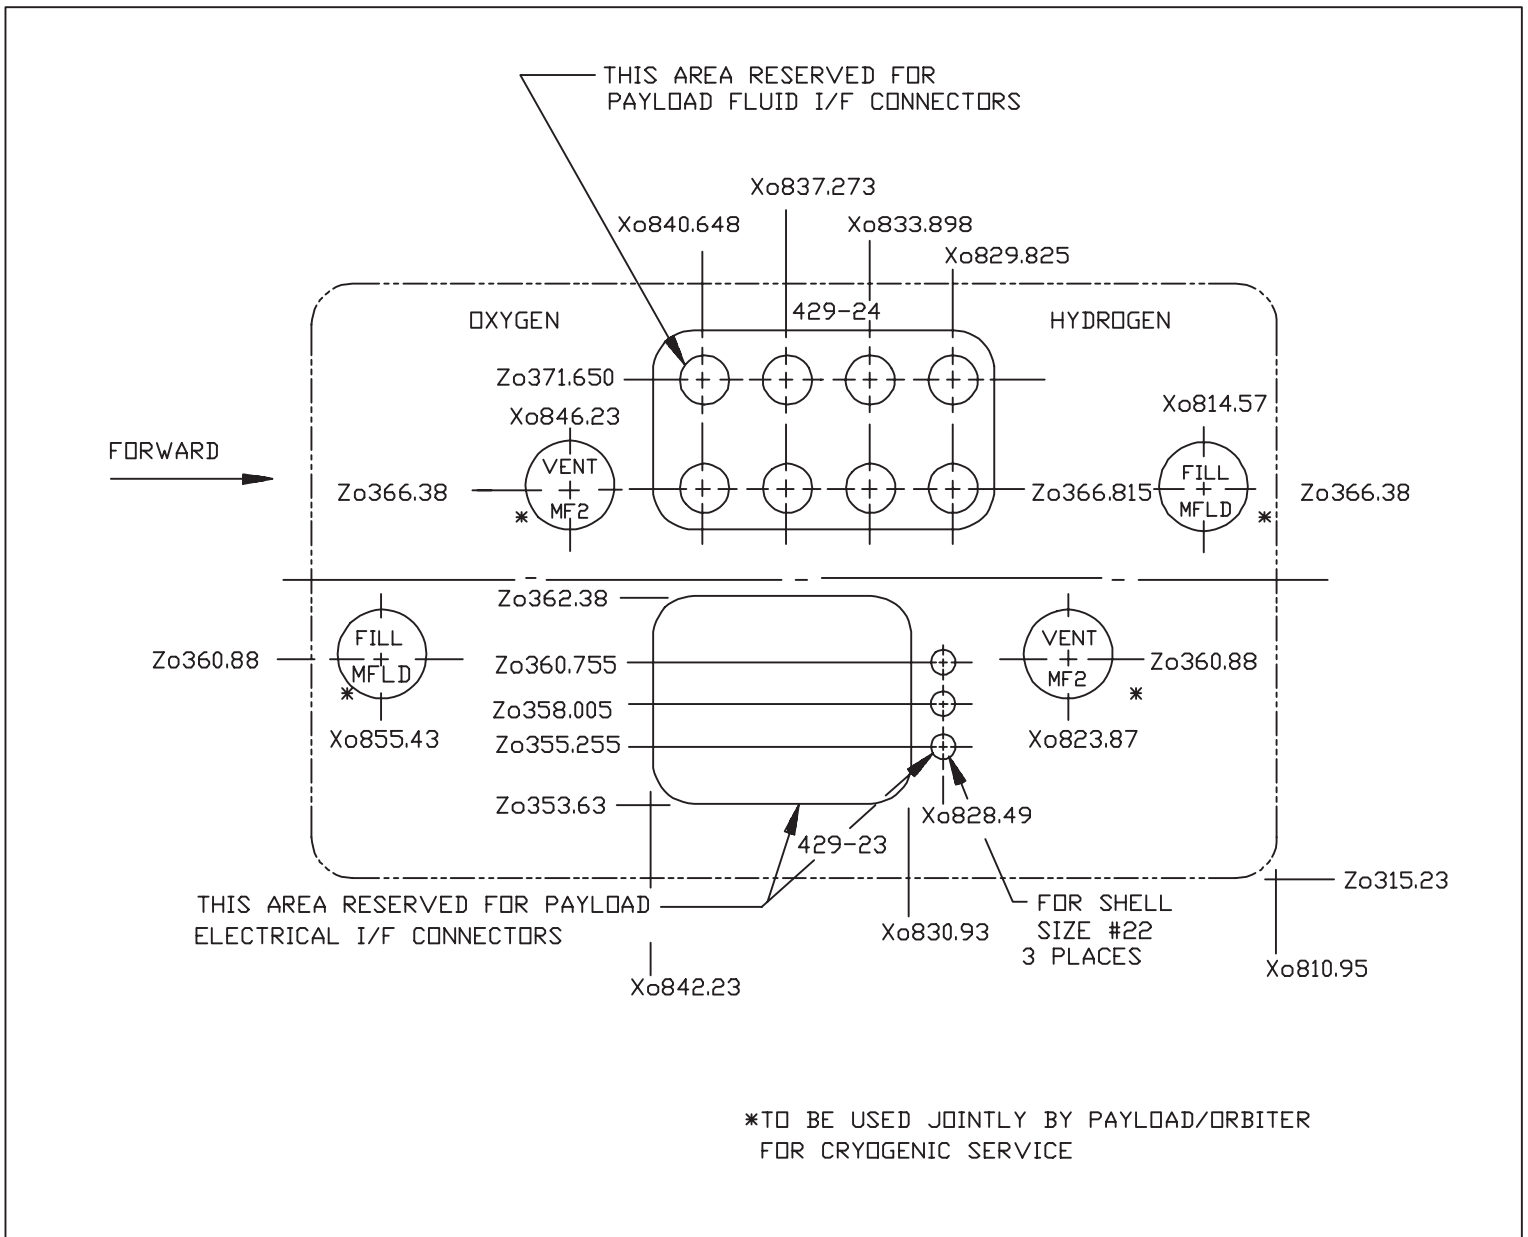 THIS AREA RESERVED FOR
PAYLOAD FLUID I/F CONNECTORS
Xo837.273
Xo840.648
Xo833.898
Xo829.825
429-24
OXYGEN
HYDROGEN
Zo371.650
Xo846.23
Xo814.57
FORWARD
VENT
MF2
*
Zo366.38
Zo366.815
FILL
MFLD
*
Zo366.38
Zo362.38
FILL
MFLD
*
Zo360.88
Xo855.43
Zo360.755
Zo358.005
Zo355.255
Zo353.63
VENT
MF2
*
Zo360.88
Xo823.87
Xo828.49
429-23
Zo315.23
THIS AREA RESERVED FOR PAYLOAD
ELECTRICAL I/F CONNECTORS
FOR SHELL
SIZE #22
3 PLACES
Xo830.93
Xo810.95
Xo842.23
*TO BE USED JOINTLY BY PAYLOAD/ORBITER
FOR CRYOGENIC SERVICE